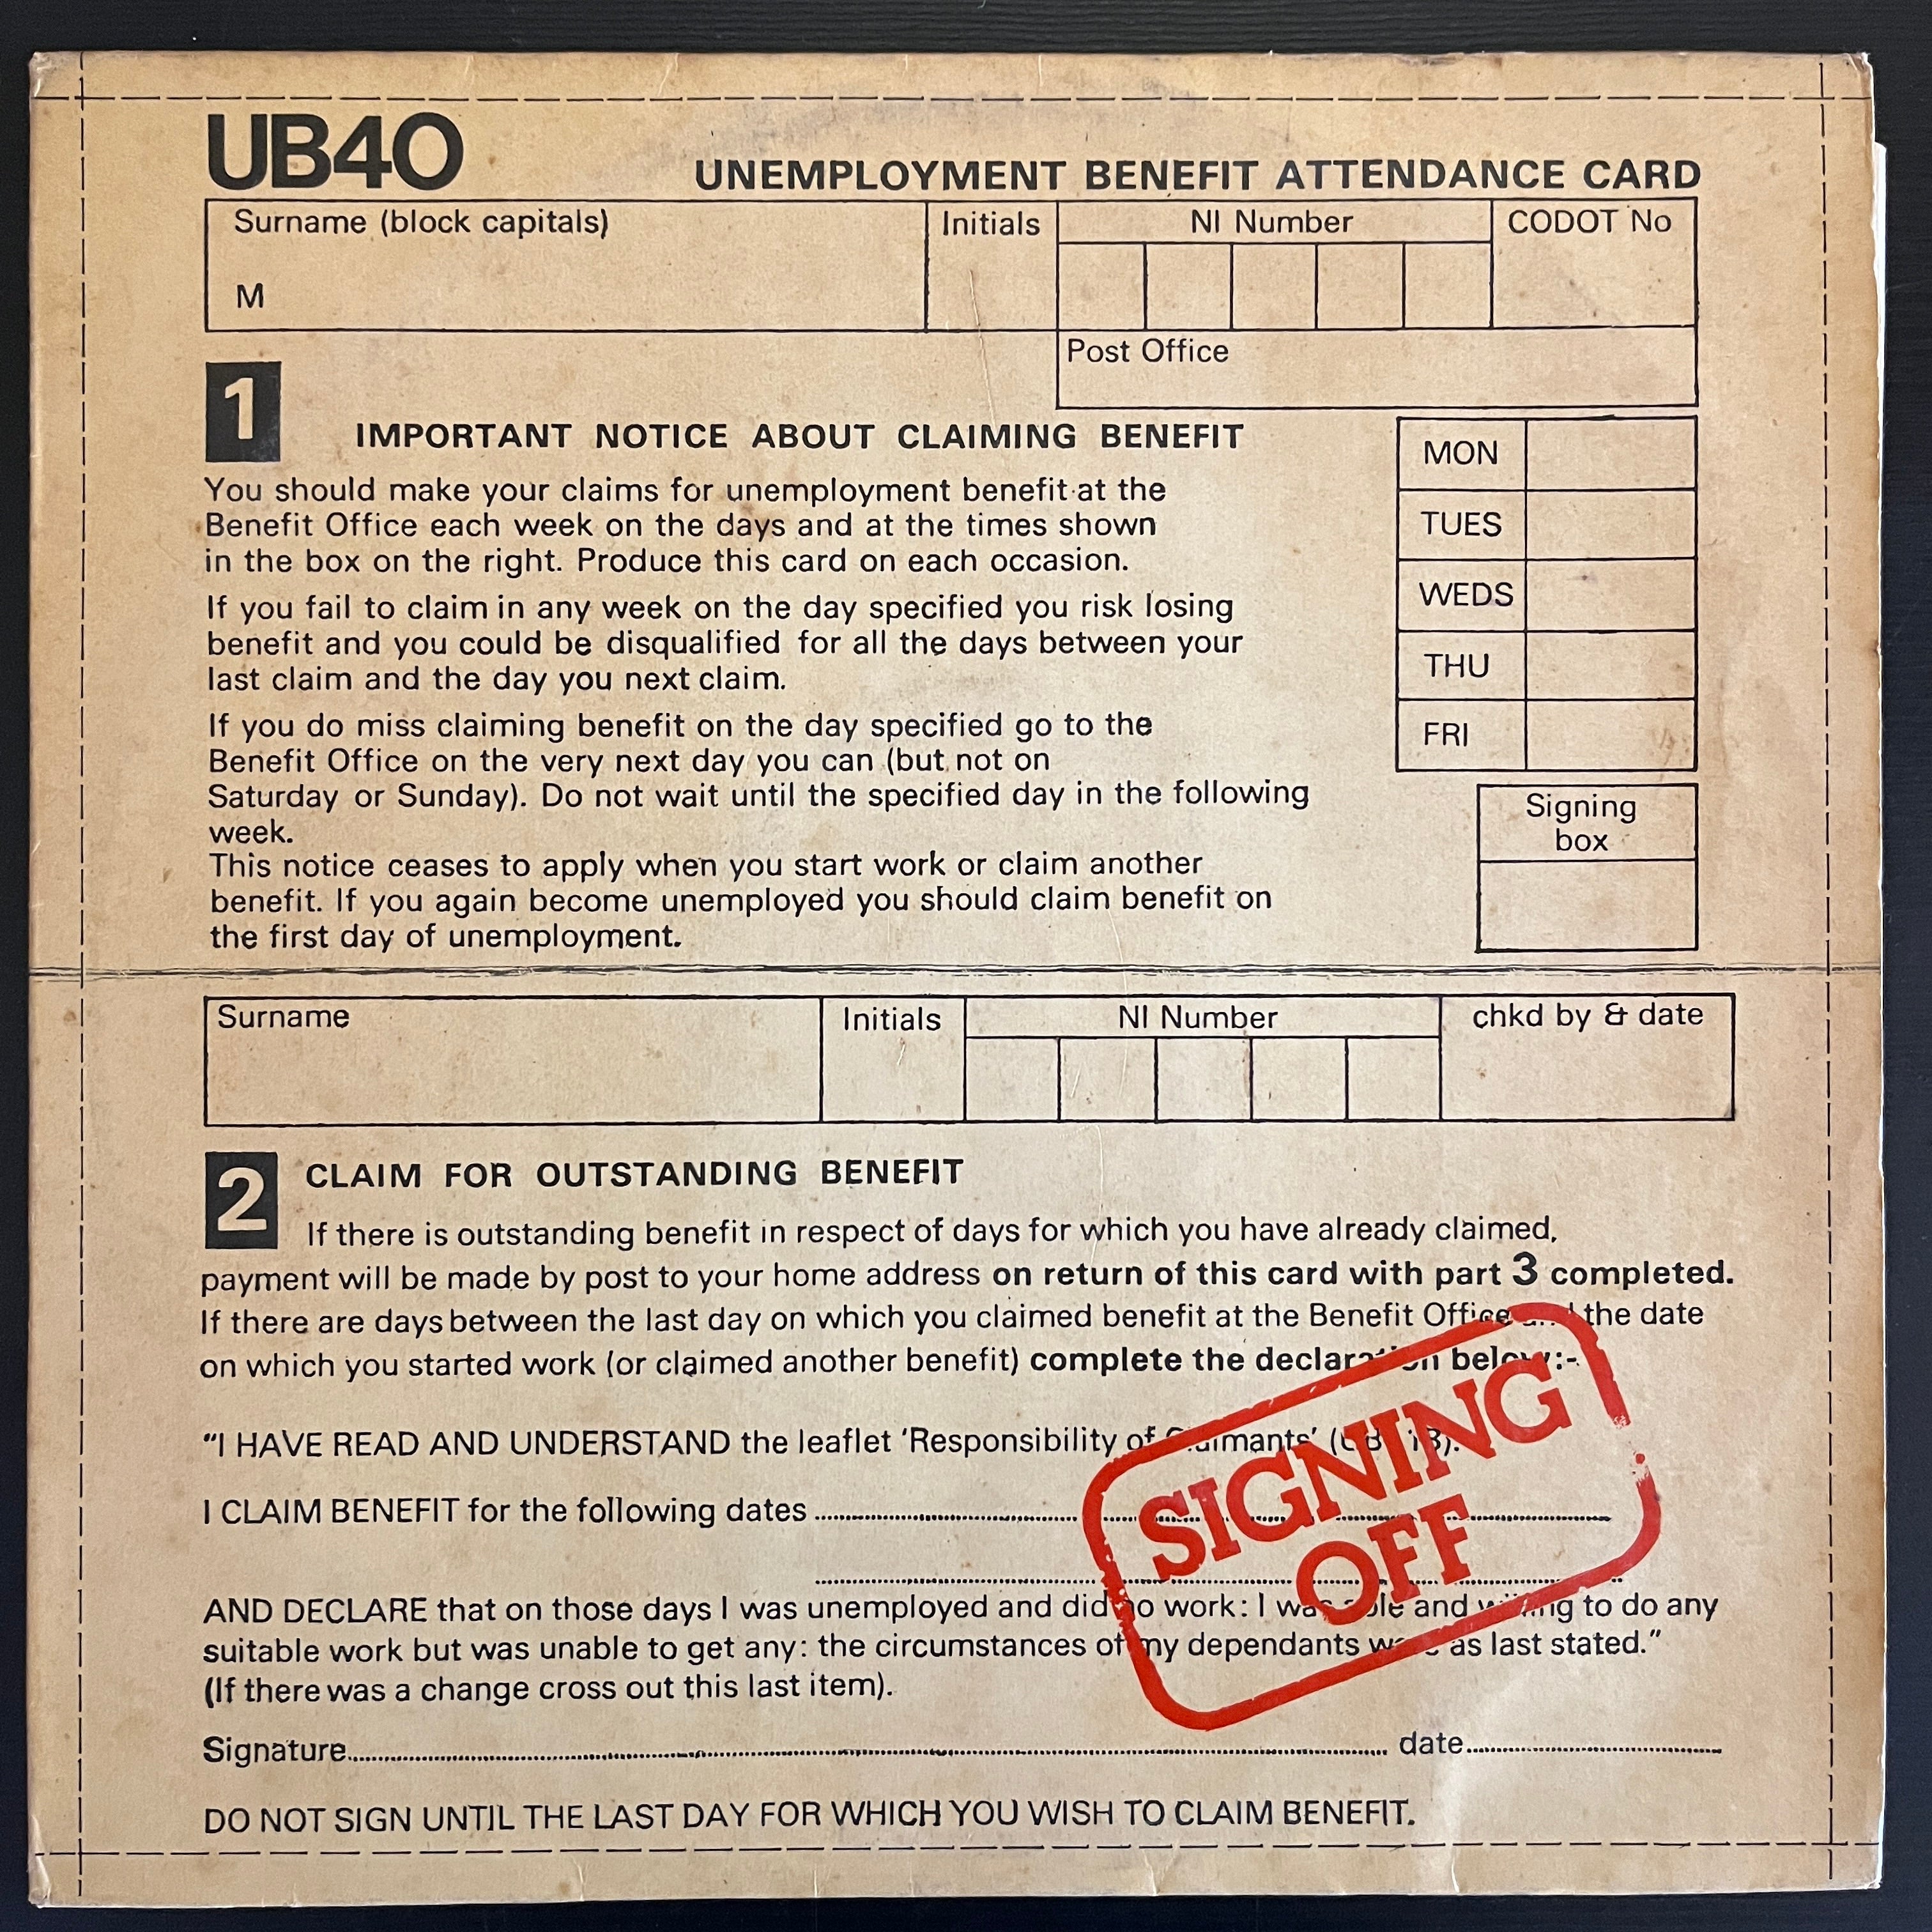 UB40
UNEMPLOYMENT BENEFIT ATTENDANCE CARD
Surname (block capitals)
Initials
NI Number
CODOT No
M
Post Office
1
IMPORTANT NOTICE ABOUT CLAIMING BENEFIT
You should make your claims for unemployment benefit at the
Benefit Office each week on the days and at the times shown
in the box on the right. Produce this card on each occasion.
If you fail to claim in any week on the day specified you risk losing
benefit and you could be disqualified for all the days between your
last claim and the day you next claim.
If you do miss claiming benefit on the day specified go to the
Benefit Office on the very next day you can (but not on
Saturday or Sunday). Do not wait until the specified day in the following
week.
This notice ceases to apply when you start work or claim another
benefit. If you again become unemployed you should claim benefit on
the first day of unemployment.
MON
TUES
WEDS
THU
FRI
Signing
box
Surname
Initials
NI Number
chkd by & date
2
CLAIM FOR OUTSTANDING BENEFIT
If there is outstanding benefit in respect of days for which you have already claimed,
payment will be made by post to your home address on return of this card with part 3 completed.
If there are days between the last day on which you claimed benefit at the Benefit Office and the date
on which you started work (or claimed another benefit) complete the declaration below:-
"I HAVE READ AND UNDERSTAND the leaflet 'Responsibility of Claimants'
I CLAIM BENEFIT for the following dates
AND DECLARE that on those days I was unemployed and did no work: I was able and willing to do any
suitable work but was unable to get any: the circumstances of my dependants were as last stated."
(If there was a change cross out this last item).
Signature
date
DO NOT SIGN UNTIL THE LAST DAY FOR WHICH YOU WISH TO CLAIM BENEFIT.
SIGNING
OFF